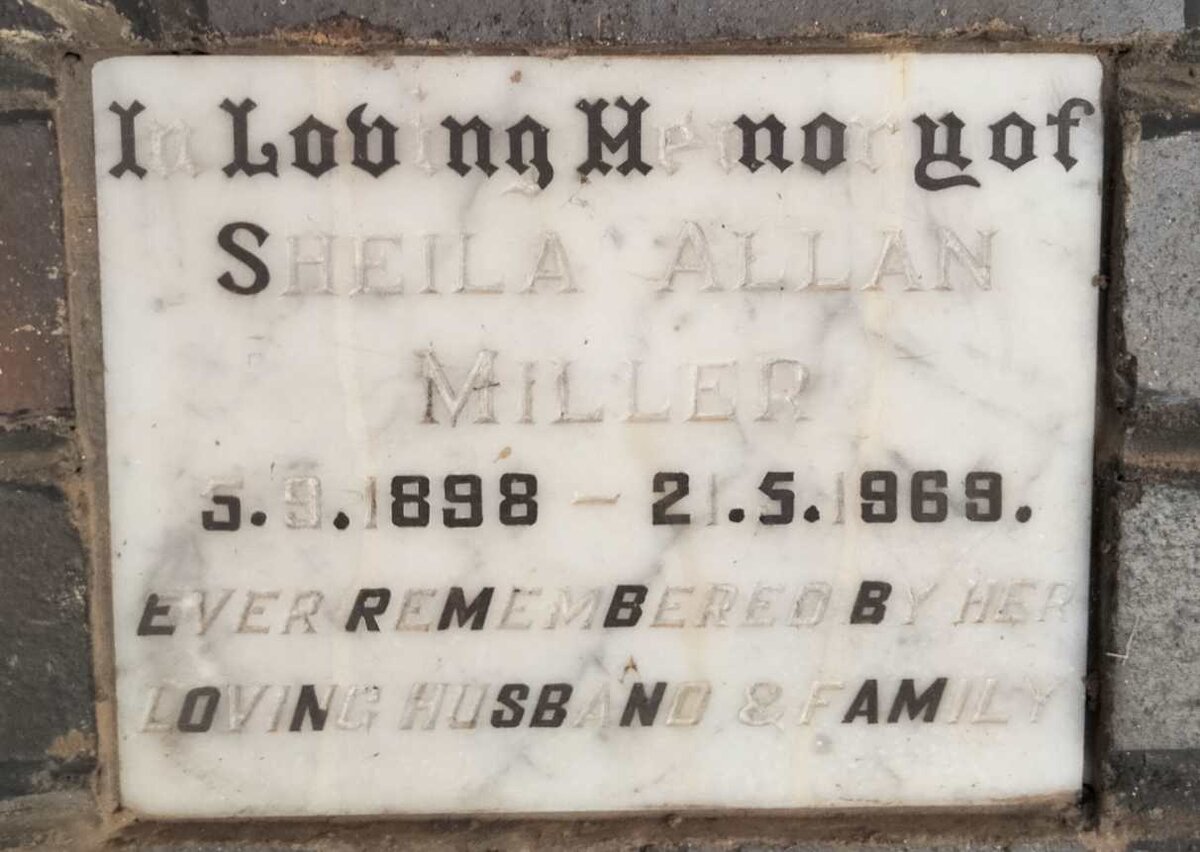 In Loving Memory of
SHEILA ALLAN
MILLER
5.9.1898 – 21.5.1969.
EVER REMEMBERED BY HER
LOVING HUSBAND & FAMILY